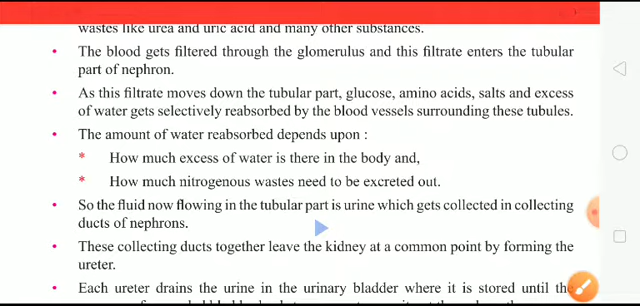 wastes like urea and uric acid and many other substances.
• The blood gets filtered through the glomerulus and this filtrate enters the tubular
part of nephron.
• As this filtrate moves down the tubular part, glucose, amino acids, salts and excess
of water gets selectively reabsorbed by the blood vessels surrounding these tubules.
• The amount of water reabsorbed depends upon :
* How much excess of water is there in the body and,
* How much nitrogenous wastes need to be excreted out.
• So the fluid now flowing in the tubular part is urine which gets collected in collecting
ducts of nephrons.
• These collecting ducts together leave the kidney at a common point by forming the
ureter.
• Each ureter drains the urine in the urinary bladder where it is stored until the